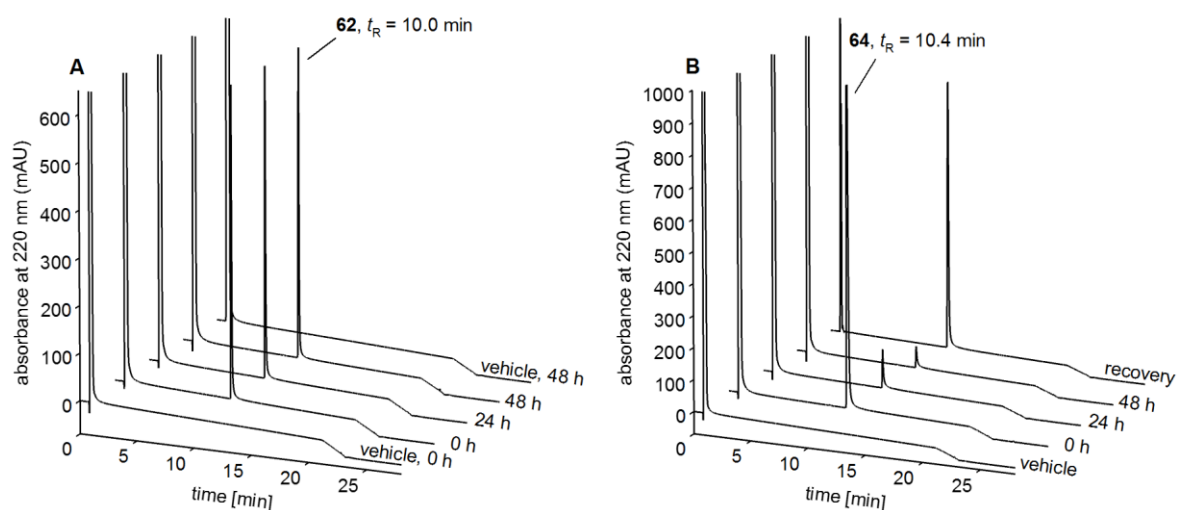 62, tR = 10.0 min
A
absorbance at 220 nm (mAU)
600
500
400
300
200
100
0
0
5
10
15
20
25
time [min]
vehicle, 48 h
48 h
24 h
0 h
vehicle, 0 h
64, tR = 10.4 min
B
absorbance at 220 nm (mAU)
1000
900
800
700
600
500
400
300
200
100
0
0
5
10
15
20
25
time [min]
recovery
48 h
24 h
0 h
vehicle